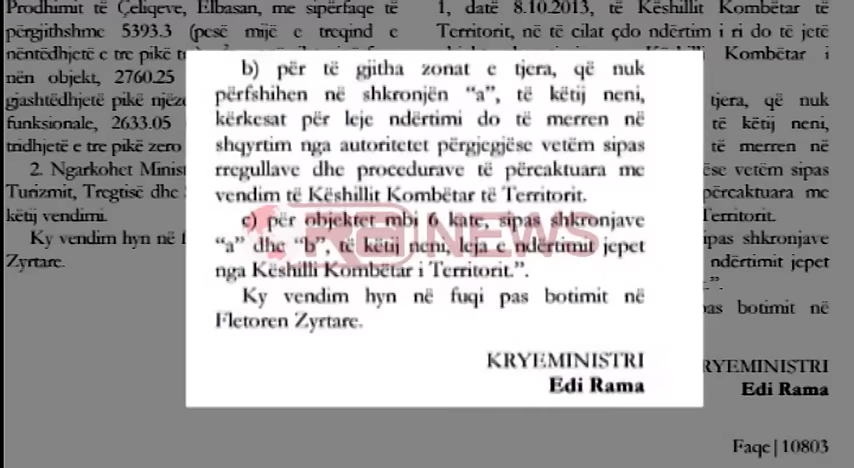 Prodhimit të Çeliqeve, Elbasan, me sipërfaqe të
përgjithshme 5393.3 (pesë mijë e treqind e
nëntëdhjetë e tre pikë
nën objekt, 2760.25
gjashtëdhjetë pikë
funksionale, 2633.05
tridhjetë e tre pikë zero
2. Ngarkohet
Turizmit, Tregtisë dhe
këtij vendimi.
Ky vendim hyn në
Zyrtare.
1, datë 8.10.2013, të Këshillit Kombëtar të
Territorit, në të cilat çdo ndërtim i ri do të jetë
Kombëtar i
tjera, që nuk
të këtij neni,
të merren në
vetëm sipas
përcaktuara me
Territorit.
shkronjave
ndërtimit jepet
botimit në
KRYEMINISTRI
Edi Rama
Faqe|10803
b) për të gjitha zonat e tjera, që nuk
përfshihen në shkronjën “a”, të këtij neni,
kërkesat për leje ndërtimi do të merren në
shqyrtim nga autoritetet përgjegjëse vetëm sipas
rregullave dhe procedurave të përcaktuara me
vendim të Këshillit Kombëtar të Territorit.
c) për objektet mbi 6 kate, sipas shkronjave
“a” dhe “b”, të këtij neni, leja e ndërtimit jepet
nga Këshilli Kombëtar i Territorit.”.
Ky vendim hyn në fuqi pas botimit në
Fletoren Zyrtare.
KRYEMINISTRI
Edi Rama
NEWS